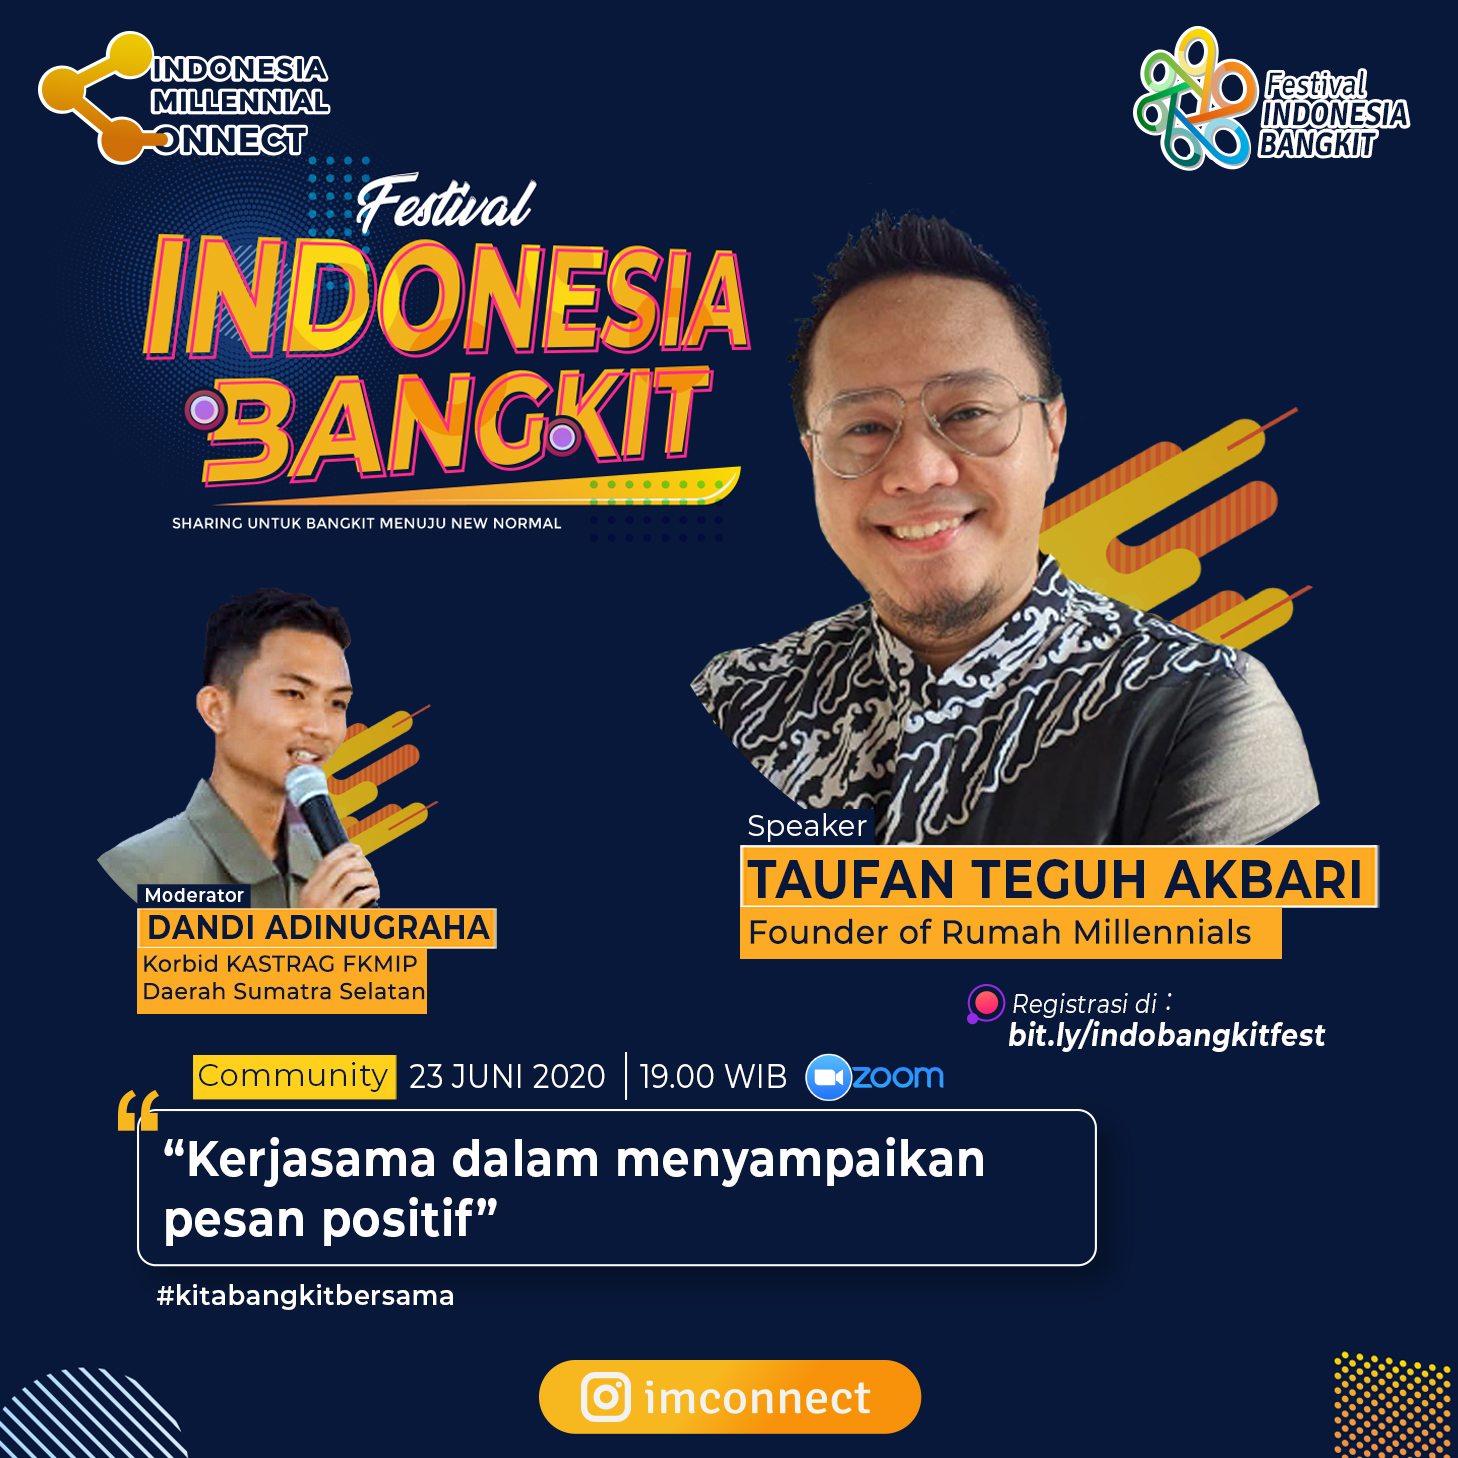 INDONESIA
MILLENNIAL
ONNECT
Festival
INDONESIA
BANGKIT
Festival
INDONESIA
BANGKIT
SHARING UNTUK BANGKIT MENUJU NEW NORMAL
Speaker
TAUFAN TEGUH AKBARI
Founder of Rumah Millennials
Moderator
DANDI ADINUGRAHA
Korbid KASTRAG FKMIP
Daerah Sumatra Selatan
Registrasi di :
bit.ly/indobangkitfest
Community 23 JUNI 2020 | 19.00 WIB zoom
“Kerjasama dalam menyampaikan
pesan positif”
#kitabangkitbersama
imconnect